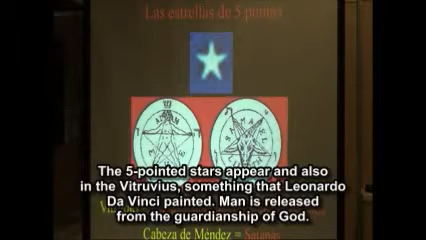 Las estrellas de 5 puntas
The 5-pointed stars appear and also
in the Vitruvius, something that Leonardo
Da Vinci painted. Man is released
from the guardianship of God.
Cabeza de Méndez = Satanás